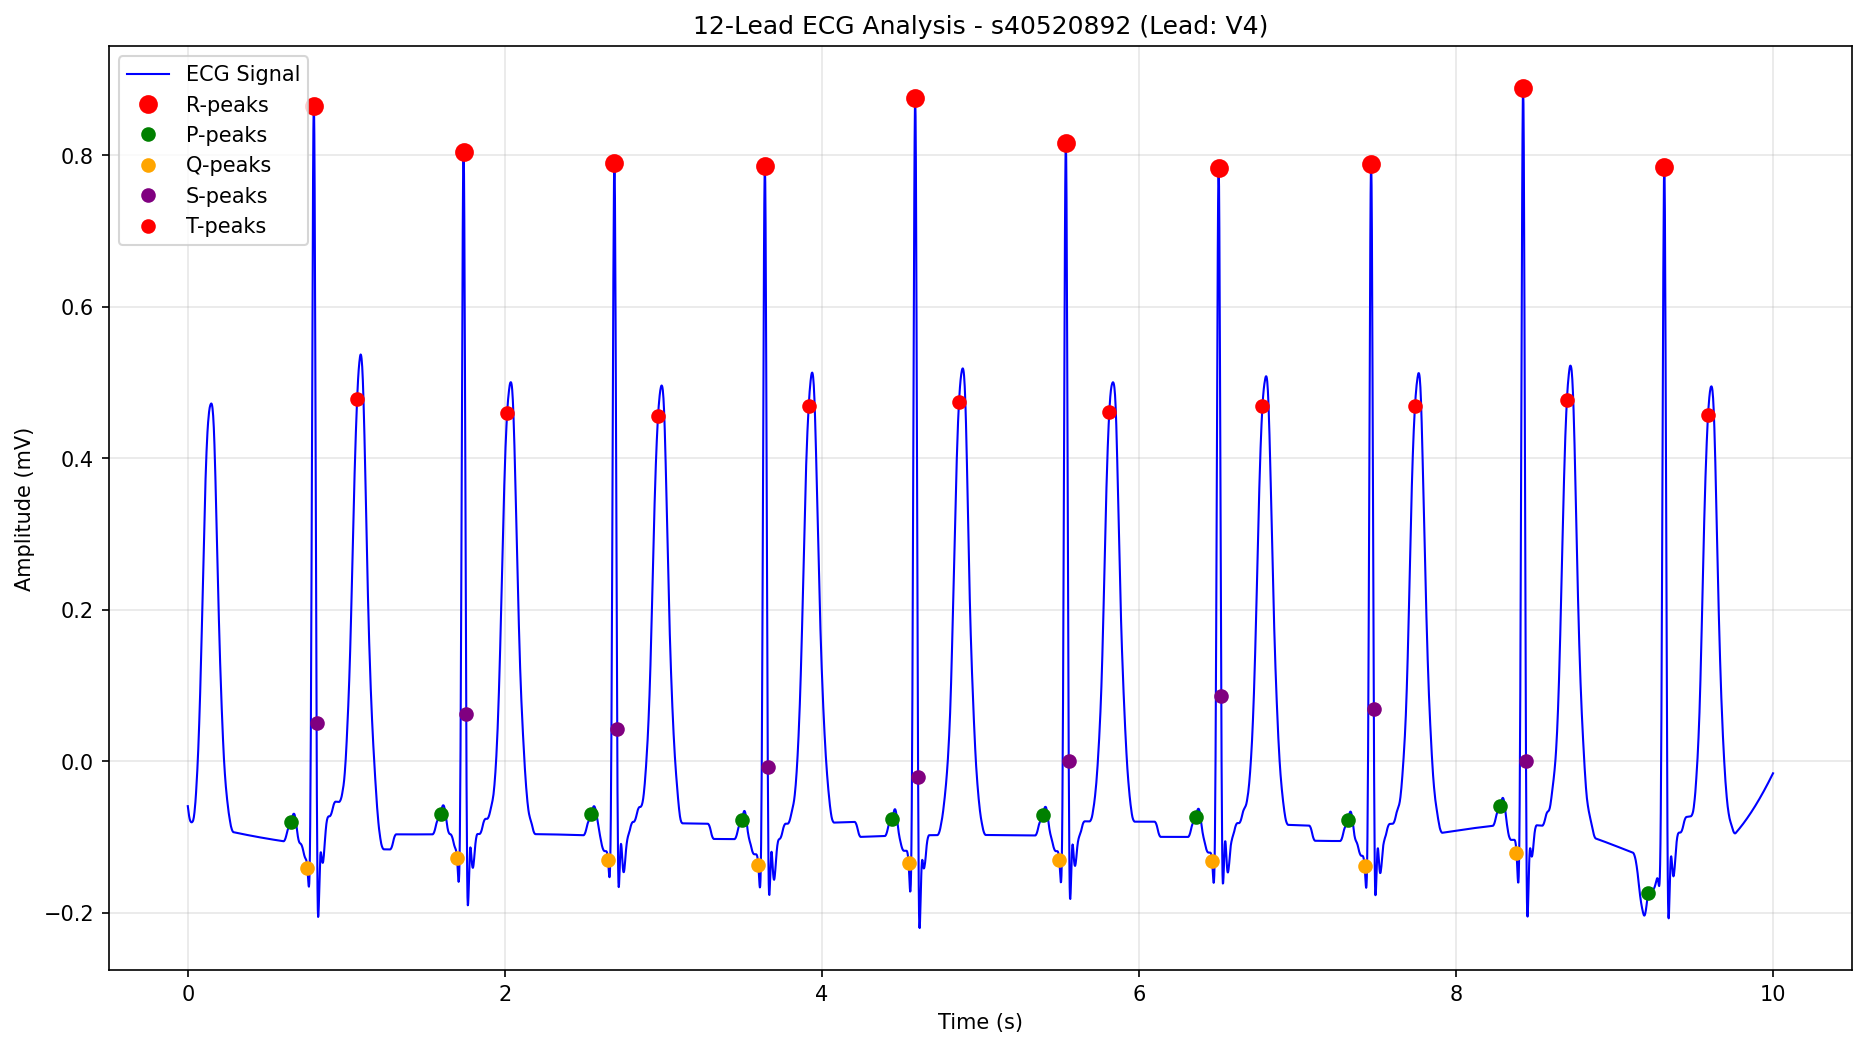 12-Lead ECG Analysis - s40520892 (Lead: V4)
ECG Signal
R-peaks
P-peaks
Q-peaks
S-peaks
T-peaks
Amplitude (mV)
0.8
0.6
0.4
0.2
0.0
−0.2
0 2 4 6 8 10
Time (s)